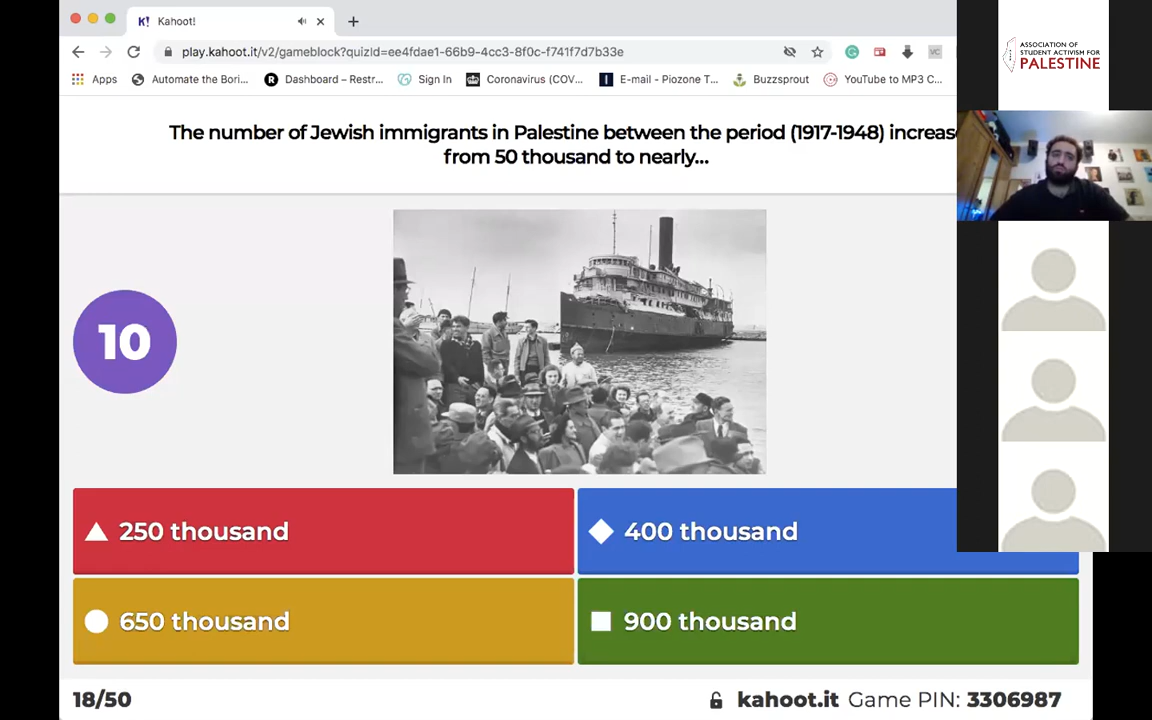 Kahoot!
play.kahoot.it/v2/gameblock?quizId=ee4fdae1-66b9-4cc3-8f0c-f741f7d7b33e
VC
Apps
Automate the Bori...
Dashboard – Restr...
Sign In
Coronavirus (COV...
E-mail - Piozone T...
Buzzsprout
YouTube to MP3 C...
ASSOCIATION OF
STUDENT ACTIVISM FOR
PALESTINE
The number of Jewish immigrants in Palestine between the period (1917-1948) increas
from 50 thousand to nearly...
10
250 thousand
400 thousand
650 thousand
900 thousand
18/50
kahoot.it Game PIN: 3306987